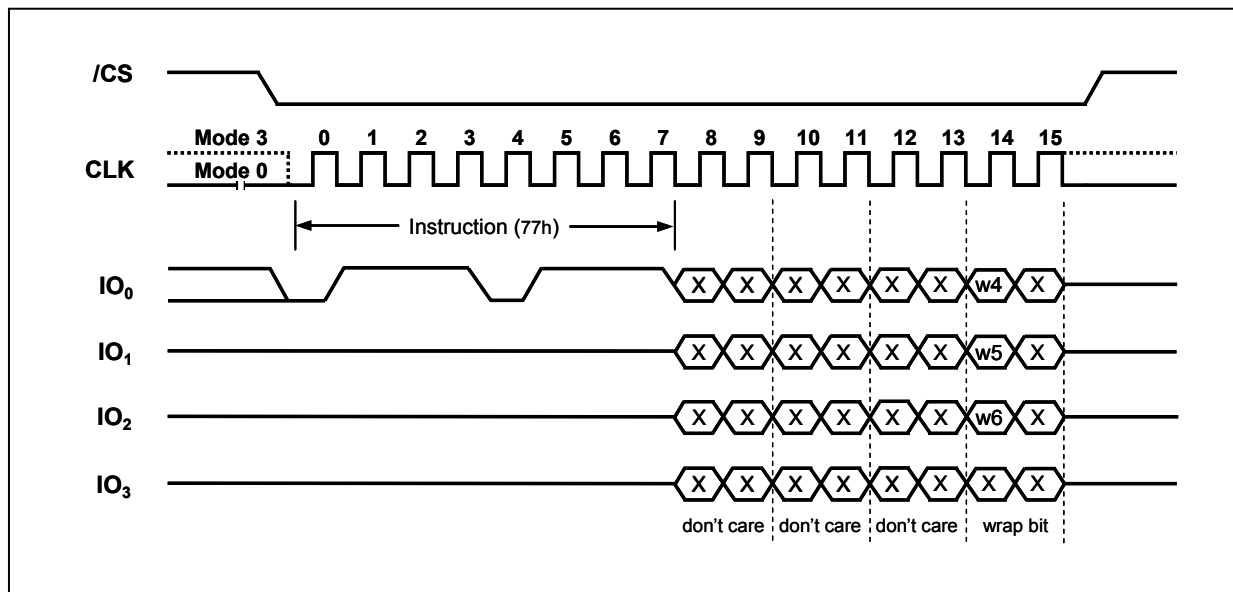 /CS
Mode 3 0 1 2 3 4 5 6 7 8 9 10 11 12 13 14 15
CLK Mode 0
Instruction (77h)
IO0 X X X X X X w4 X
IO1 X X X X X X w5 X
IO2 X X X X X X w6 X
IO3 X X X X X X X X
don't care don't care don't care wrap bit